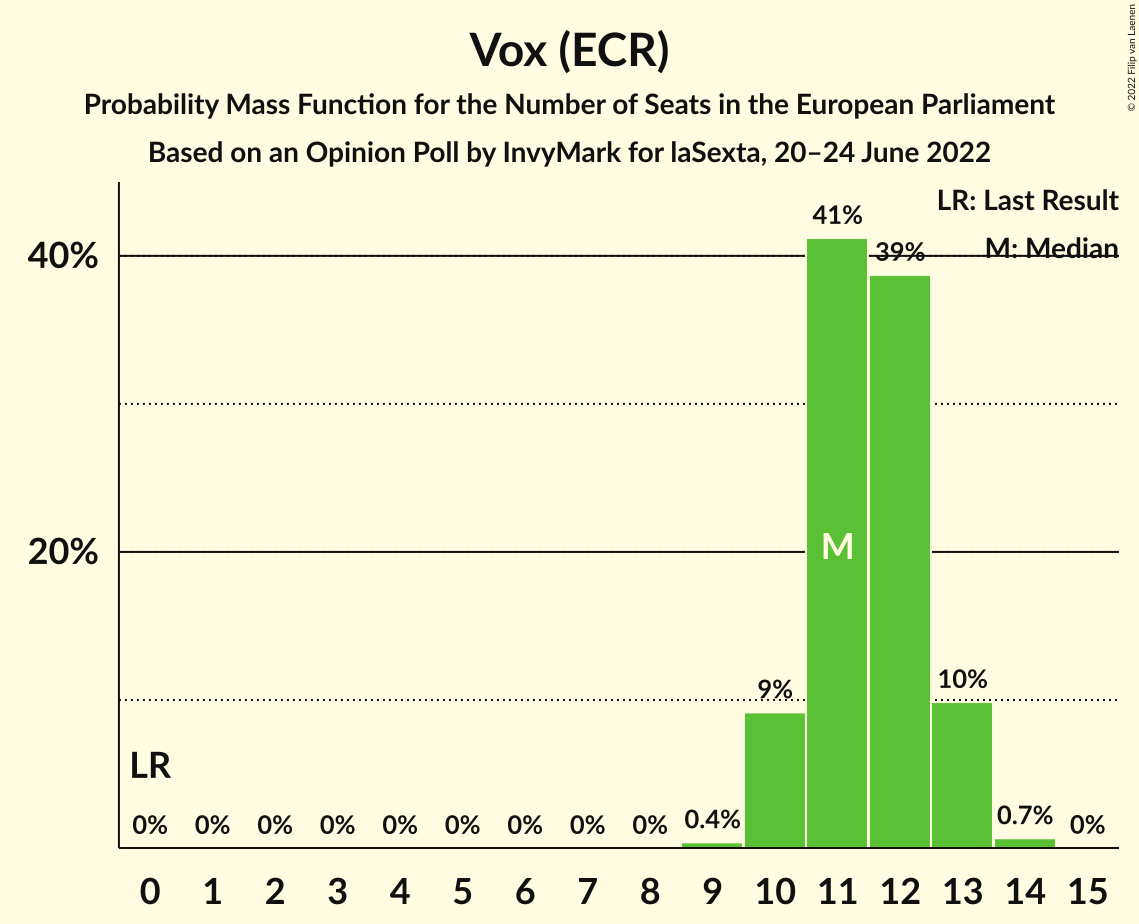 Vox (ECR)
Probability Mass Function for the Number of Seats in the European Parliament
Based on an Opinion Poll by InvyMark for laSexta, 20–24 June 2022
© 2022 Filip van Laenen
LR: Last Result
M: Median
40%
20%
41%
39%
M
9%
10%
LR
0% 0% 0% 0% 0% 0% 0% 0% 0% 0.4% 0.7% 0%
0 1 2 3 4 5 6 7 8 9 10 11 12 13 14 15